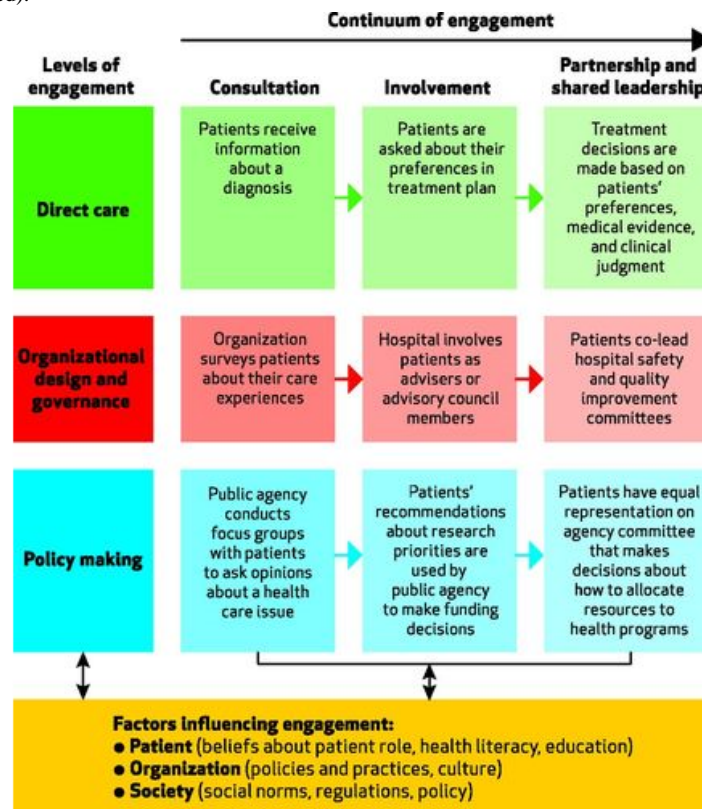 Continuum of engagement
Levels of
engagement
Consultation
Involvement
Partnership and
shared leadership
Direct care
Patients receive
information
about a
diagnosis
Patients are
asked about their
preferences in
treatment plan
Treatment
decisions are
made based on
patients'
preferences,
medical evidence,
and clinical
judgment
Organizational
design and
governance
Organization
surveys patients
about their care
experiences
Hospital involves
patients as
advisers or
advisory council
members
Patients co-lead
hospital safety
and quality
improvement
committees
Policy making
Public agency
conducts
focus groups
with patients
to ask opinions
about a health
care issue
Patients'
recommendations
about research
priorities are
used by
public agency
to make funding
decisions
Patients have equal
representation on
agency committee
that makes
decisions about
how to allocate
resources to
health programs
Factors influencing engagement:
● Patient (beliefs about patient role, health literacy, education)
● Organization (policies and practices, culture)
● Society (social norms, regulations, policy)